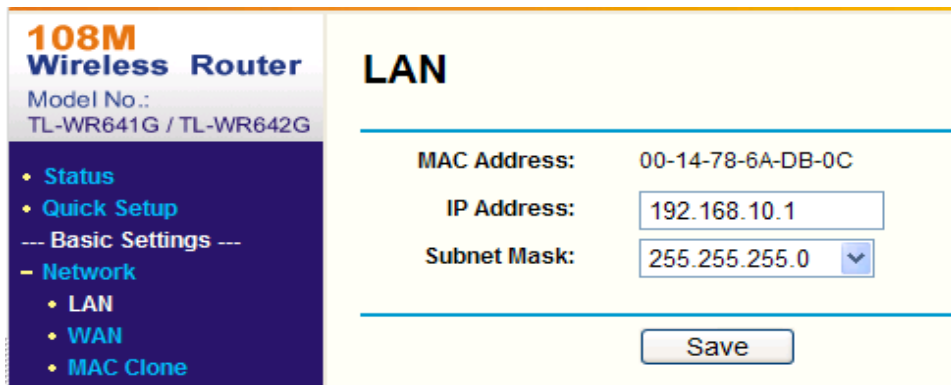 108M
Wireless Router
Model No.:
TL-WR641G / TL-WR642G
• Status
• Quick Setup
--- Basic Settings ---
– Network
• LAN
• WAN
• MAC Clone
LAN
MAC Address: 00-14-78-6A-DB-0C
IP Address: 192.168.10.1
Subnet Mask: 255.255.255.0
Save